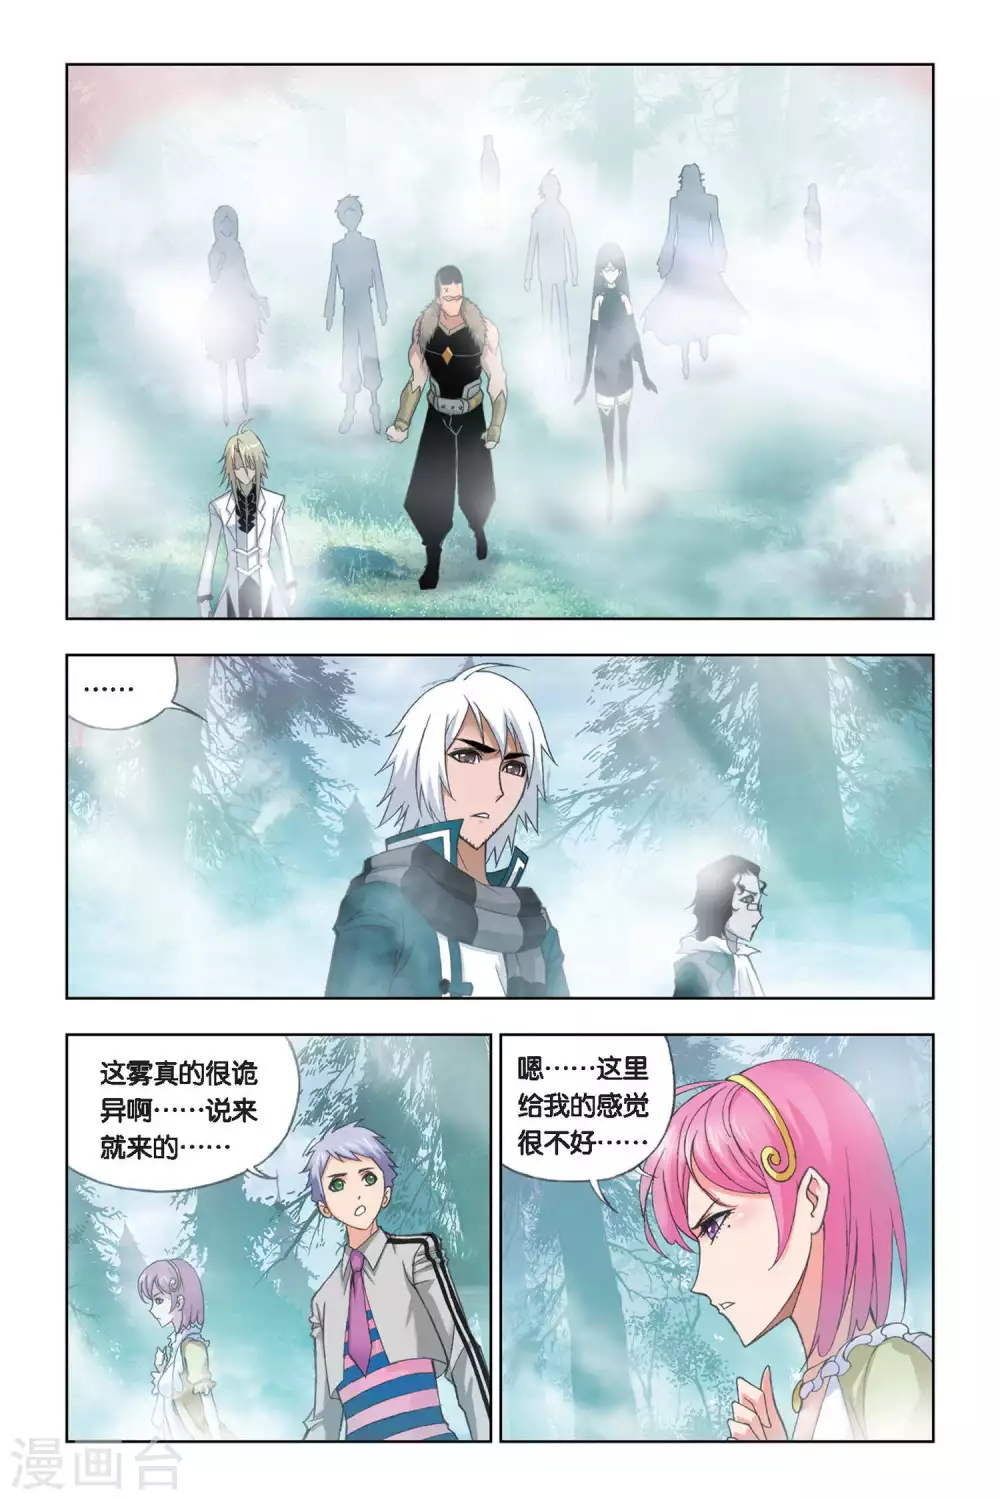 ……
这雾真的很诡
异啊……说来
就来的……
嗯……这里
给我的感觉
很不好……
漫画台